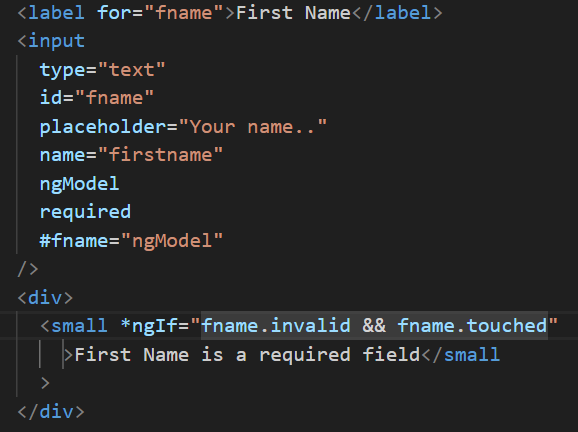 <label for="fname">First Name</label>
<input
type="text"
id="fname"
placeholder="Your name.."
name="firstname"
ngModel
required
#fname="ngModel"
/>
<div>
<small *ngIf="fname.invalid && fname.touched"
>First Name is a required field</small
>
</div>